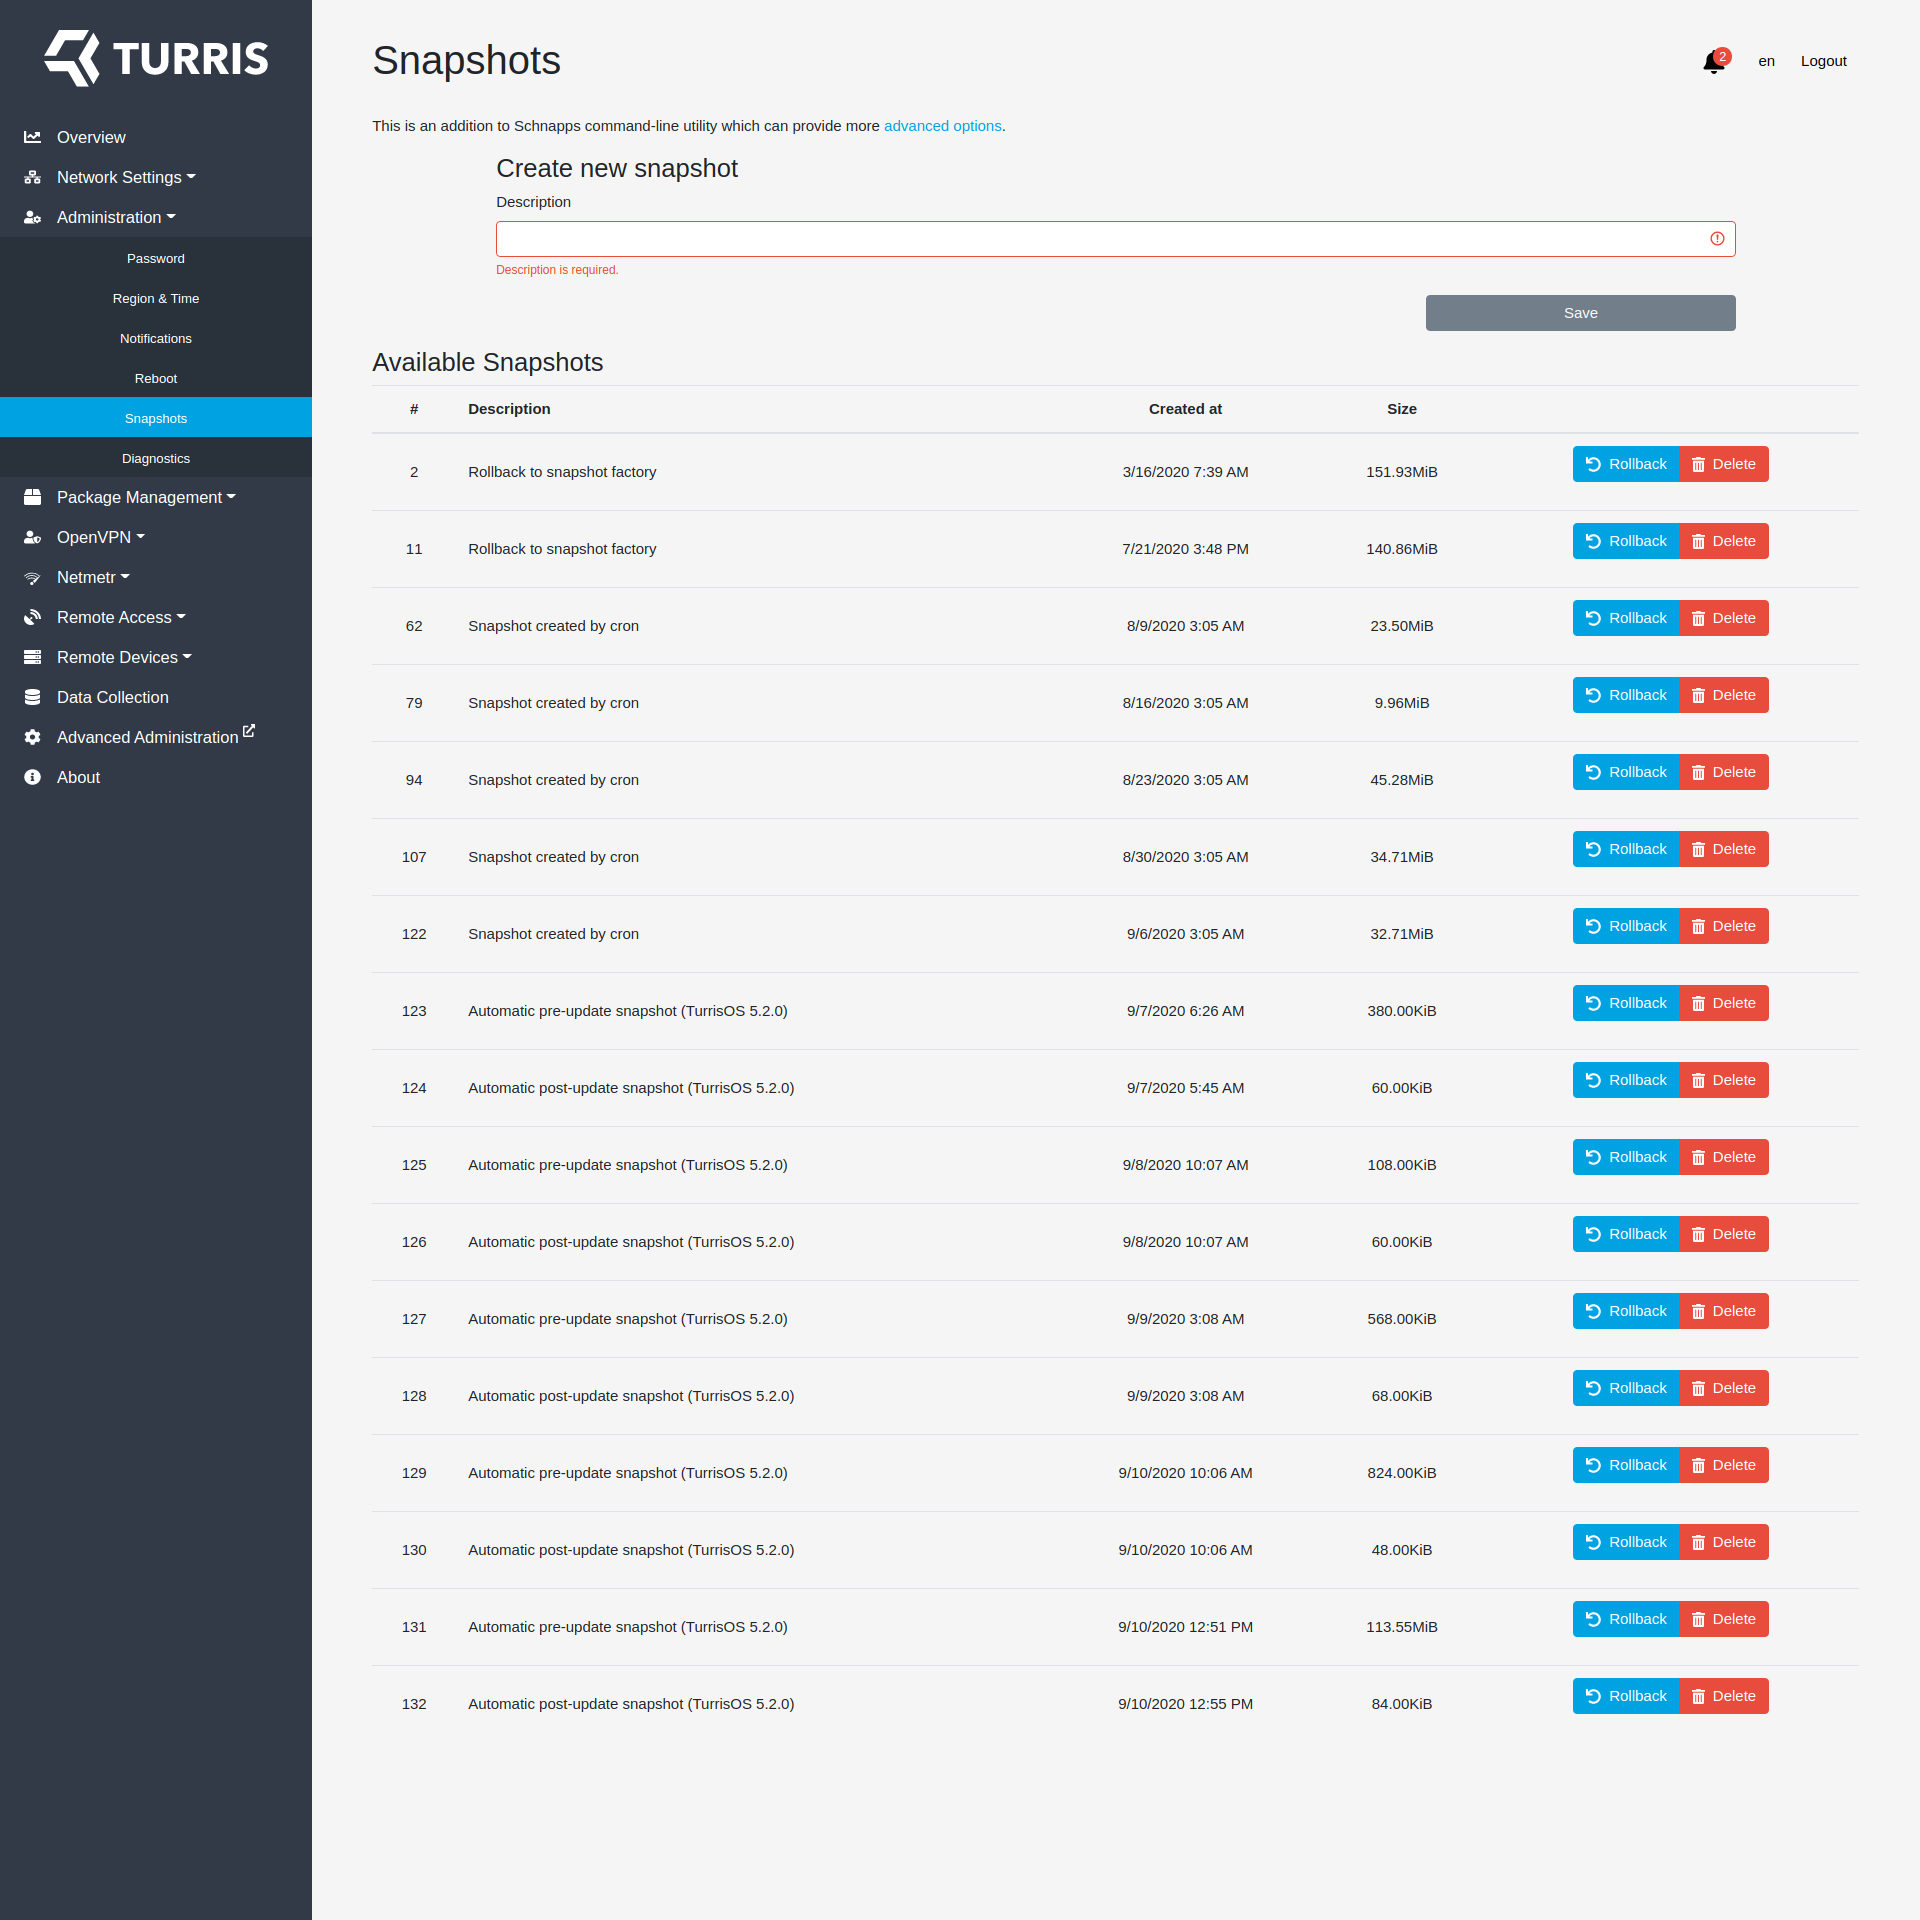 TURRIS
Overview
Network Settings
Administration
Password
Region & Time
Notifications
Reboot
Snapshots
Diagnostics
Package Management
OpenVPN
Netmetr
Remote Access
Remote Devices
Data Collection
Advanced Administration
About
Snapshots
2 en Logout
This is an addition to Schnapps command-line utility which can provide more advanced options.
Create new snapshot
Description
Description is required.
Save
Available Snapshots
# Description Created at Size
2 Rollback to snapshot factory 3/16/2020 7:39 AM 151.93MiB Rollback Delete
11 Rollback to snapshot factory 7/21/2020 3:48 PM 140.86MiB Rollback Delete
62 Snapshot created by cron 8/9/2020 3:05 AM 23.50MiB Rollback Delete
79 Snapshot created by cron 8/16/2020 3:05 AM 9.96MiB Rollback Delete
94 Snapshot created by cron 8/23/2020 3:05 AM 45.28MiB Rollback Delete
107 Snapshot created by cron 8/30/2020 3:05 AM 34.71MiB Rollback Delete
122 Snapshot created by cron 9/6/2020 3:05 AM 32.71MiB Rollback Delete
123 Automatic pre-update snapshot (TurrisOS 5.2.0) 9/7/2020 6:26 AM 380.00KiB Rollback Delete
124 Automatic post-update snapshot (TurrisOS 5.2.0) 9/7/2020 5:45 AM 60.00KiB Rollback Delete
125 Automatic pre-update snapshot (TurrisOS 5.2.0) 9/8/2020 10:07 AM 108.00KiB Rollback Delete
126 Automatic post-update snapshot (TurrisOS 5.2.0) 9/8/2020 10:07 AM 60.00KiB Rollback Delete
127 Automatic pre-update snapshot (TurrisOS 5.2.0) 9/9/2020 3:08 AM 568.00KiB Rollback Delete
128 Automatic post-update snapshot (TurrisOS 5.2.0) 9/9/2020 3:08 AM 68.00KiB Rollback Delete
129 Automatic pre-update snapshot (TurrisOS 5.2.0) 9/10/2020 10:06 AM 824.00KiB Rollback Delete
130 Automatic post-update snapshot (TurrisOS 5.2.0) 9/10/2020 10:06 AM 48.00KiB Rollback Delete
131 Automatic pre-update snapshot (TurrisOS 5.2.0) 9/10/2020 12:51 PM 113.55MiB Rollback Delete
132 Automatic post-update snapshot (TurrisOS 5.2.0) 9/10/2020 12:55 PM 84.00KiB Rollback Delete